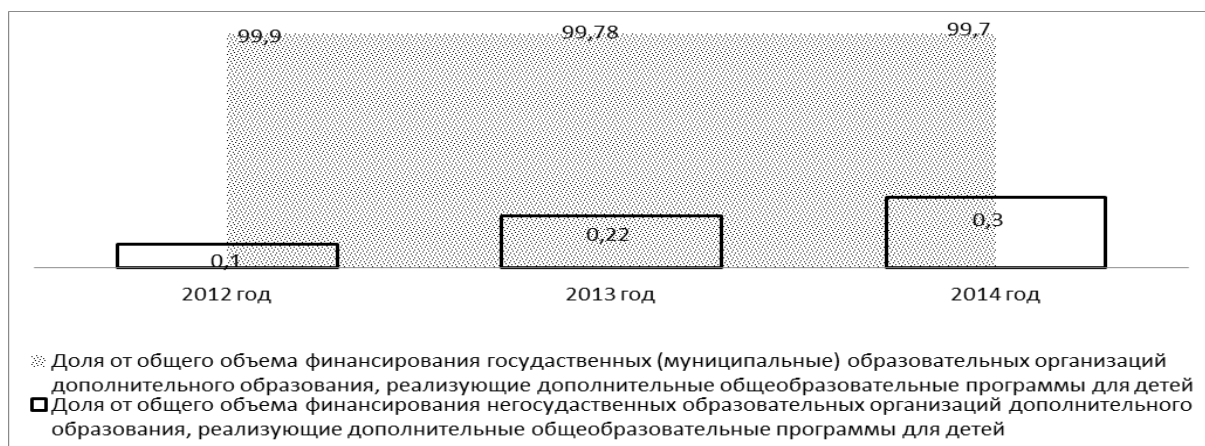 99,9 99,78 99,7
0,1 0,22 0,3
2012 год 2013 год 2014 год
Доля от общего объема финансирования госудаственных (муниципальные) образовательных организаций
дополнительного образования, реализующие дополнительные общеобразовательные программы для детей
Доля от общего объема финансирования негосудаственных образовательных организаций дополнительного
образования, реализующие дополнительные общеобразовательные программы для детей